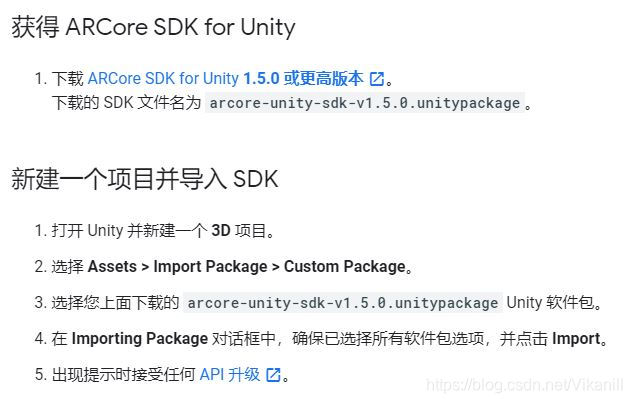 获得 ARCore SDK for Unity
1. 下载 ARCore SDK for Unity 1.5.0 或更高版本。
下载的 SDK 文件名为 arcore-unity-sdk-v1.5.0.unitypackage。
新建一个项目并导入 SDK
1. 打开 Unity 并新建一个 3D 项目。
2. 选择 Assets > Import Package > Custom Package。
3. 选择您上面下载的 arcore-unity-sdk-v1.5.0.unitypackage Unity 软件包。
4. 在 Importing Package 对话框中，确保已选择所有软件包选项，并点击 Import。
5. 出现提示时接受任何 API 升级。
https://blog.csdn.net/Vikanill